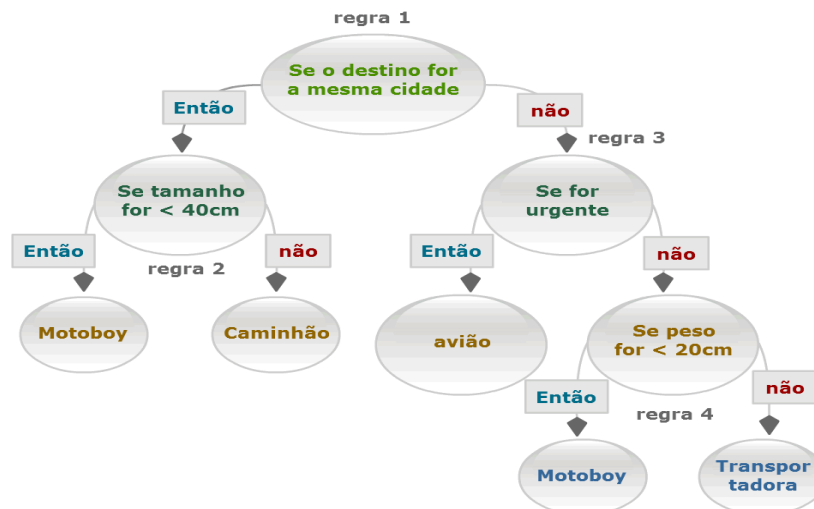 regra 1
Se o destino for
a mesma cidade
Então
não
regra 3
Se tamanho
for < 40cm
Se for
urgente
Então
não
Então
não
regra 2
Motoboy
Caminhão
avião
Se peso
for < 20cm
Então
não
regra 4
Motoboy
Transpor
tadora